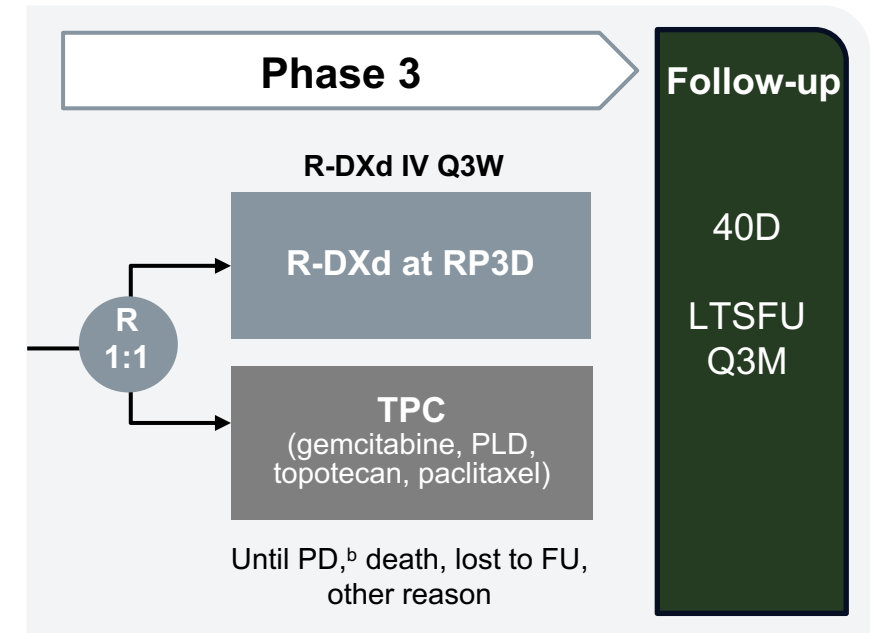 Phase 3
R-DXd IV Q3W
R 
1:1
R-DXd at RP3D
TPC
(gemcitabine, PLD,
topotecan, paclitaxel)
Until PD,ᵇ death, lost to FU,
other reason
Follow-up
40D
LTSFU
Q3M